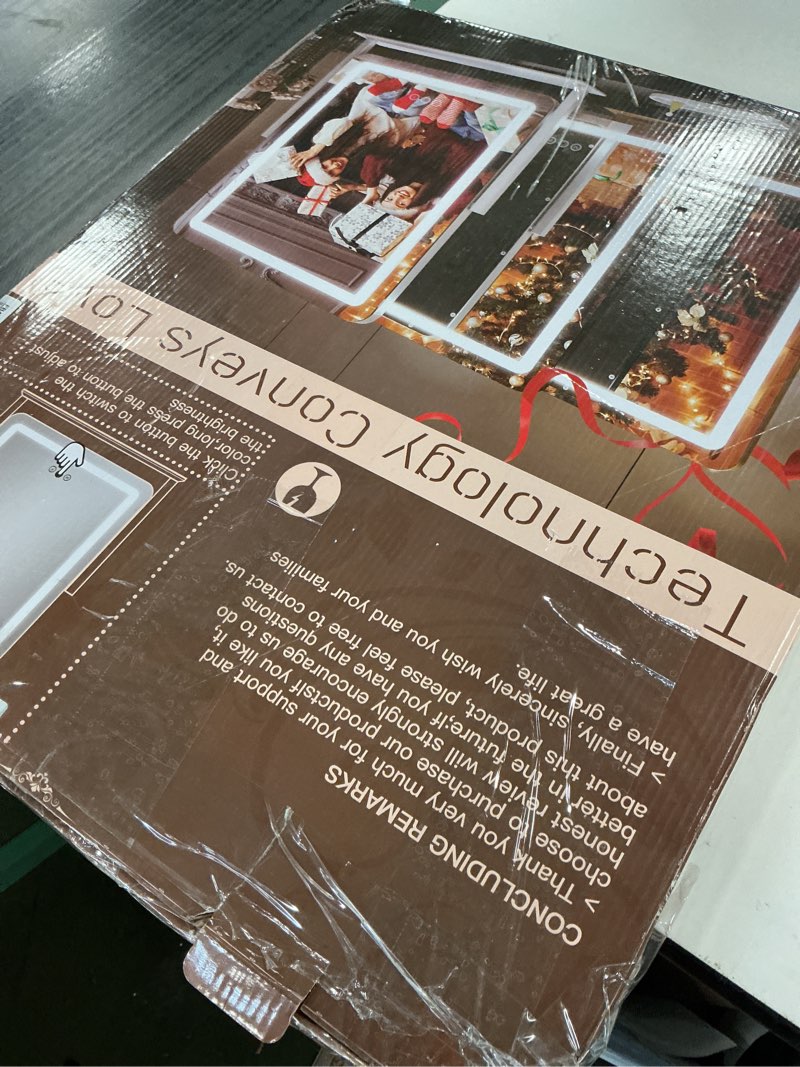 Technology Conveys Lov
Click the button to switch the
color,long press the button to adjust
the brightness
CONCLUDING REMARKS
> Thank you very much for your support and
choose to purchase our products!if you like it,
honest review will strongly encourage us to do
better in the future;if you have any questions
about this product, please feel free to contact us.
> Finally, sincerely wish you and your families
have a great life.